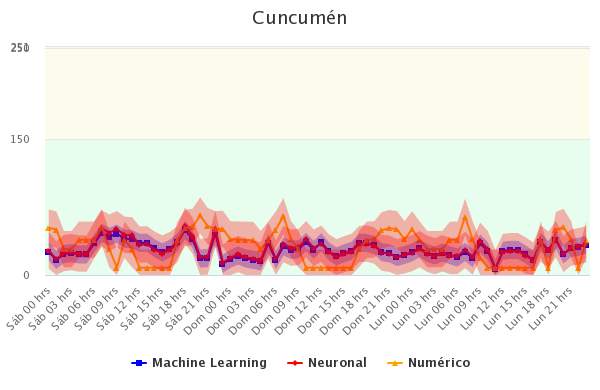 Cuncumén
150
0
Sáb 00 hrs
Sáb 03 hrs
Sáb 06 hrs
Sáb 09 hrs
Sáb 12 hrs
Sáb 15 hrs
Sáb 18 hrs
Sáb 21 hrs
Dom 00 hrs
Dom 03 hrs
Dom 06 hrs
Dom 09 hrs
Dom 12 hrs
Dom 15 hrs
Dom 18 hrs
Dom 21 hrs
Lun 00 hrs
Lun 03 hrs
Lun 06 hrs
Lun 09 hrs
Lun 12 hrs
Lun 15 hrs
Lun 18 hrs
Lun 21 hrs
Machine Learning Neuronal Numérico